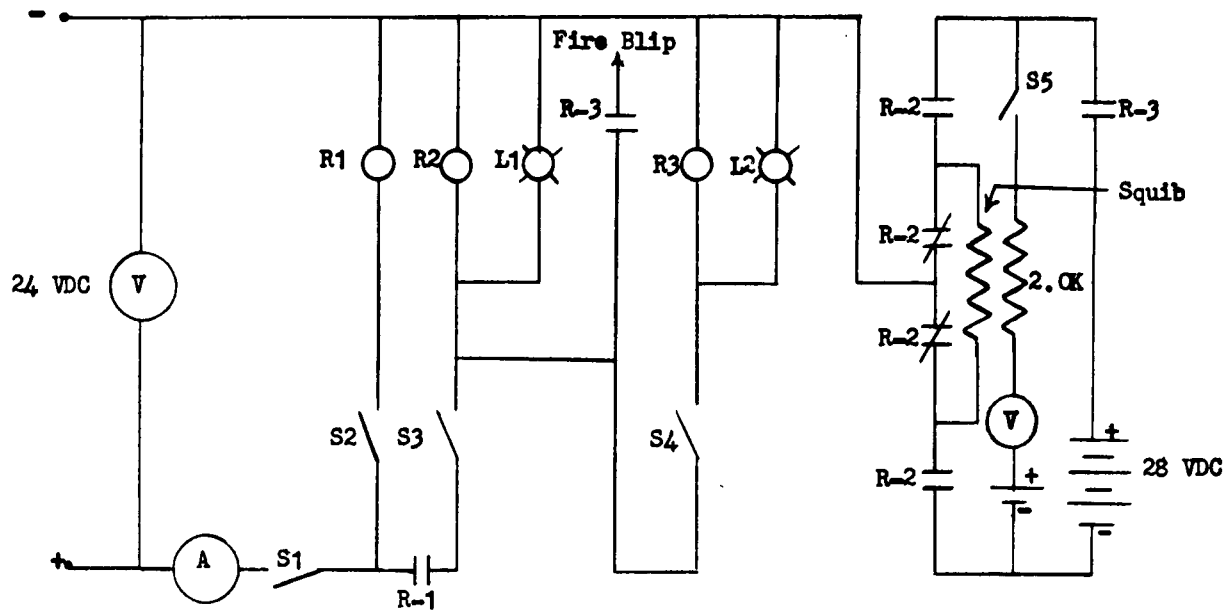 -
Fire Blip
S5
R-2
R-3
R-3
R1
R2
L1
R3
L2
Squib
R-2
24 VDC
V
2.0K
R-2
S2
S3
S4
V
+
R-2
+
28 VDC
-
-
+
A
S1
R-1